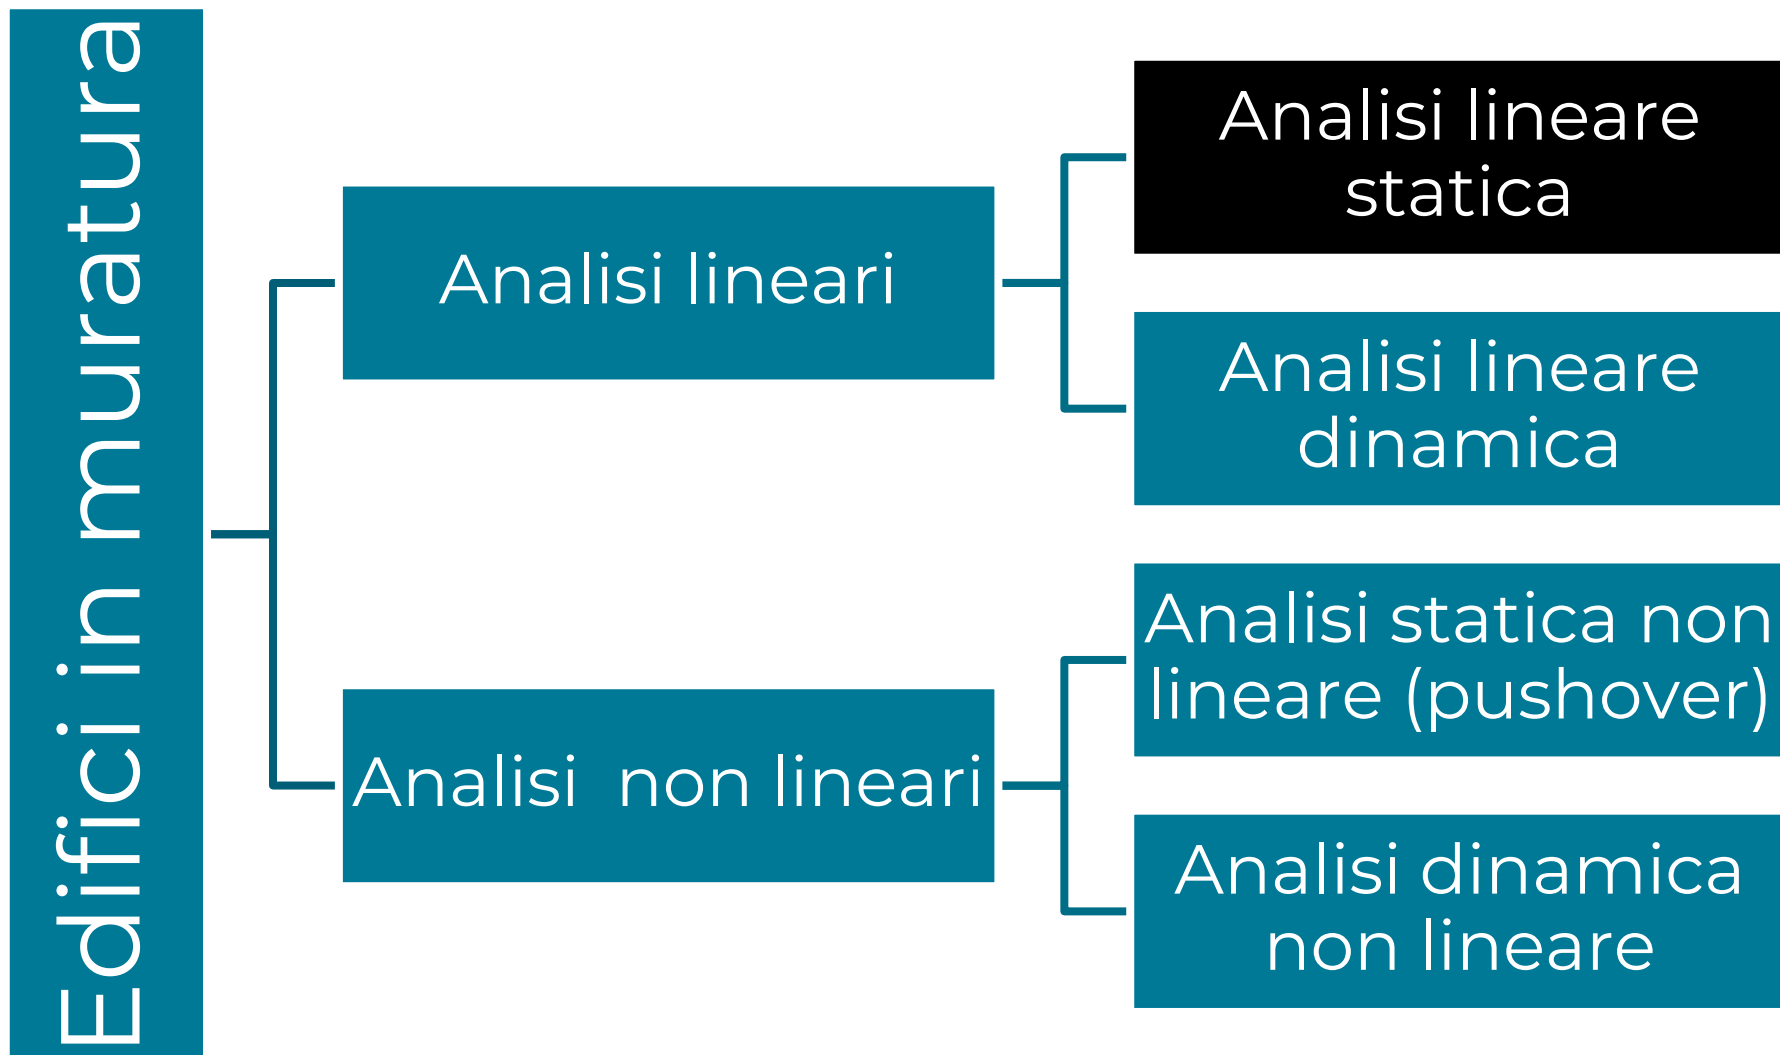 Edifici in muratura
Analisi lineari
Analisi lineare
statica
Analisi lineare
dinamica
Analisi  non lineari
Analisi statica non
lineare (pushover)
Analisi dinamica
non lineare